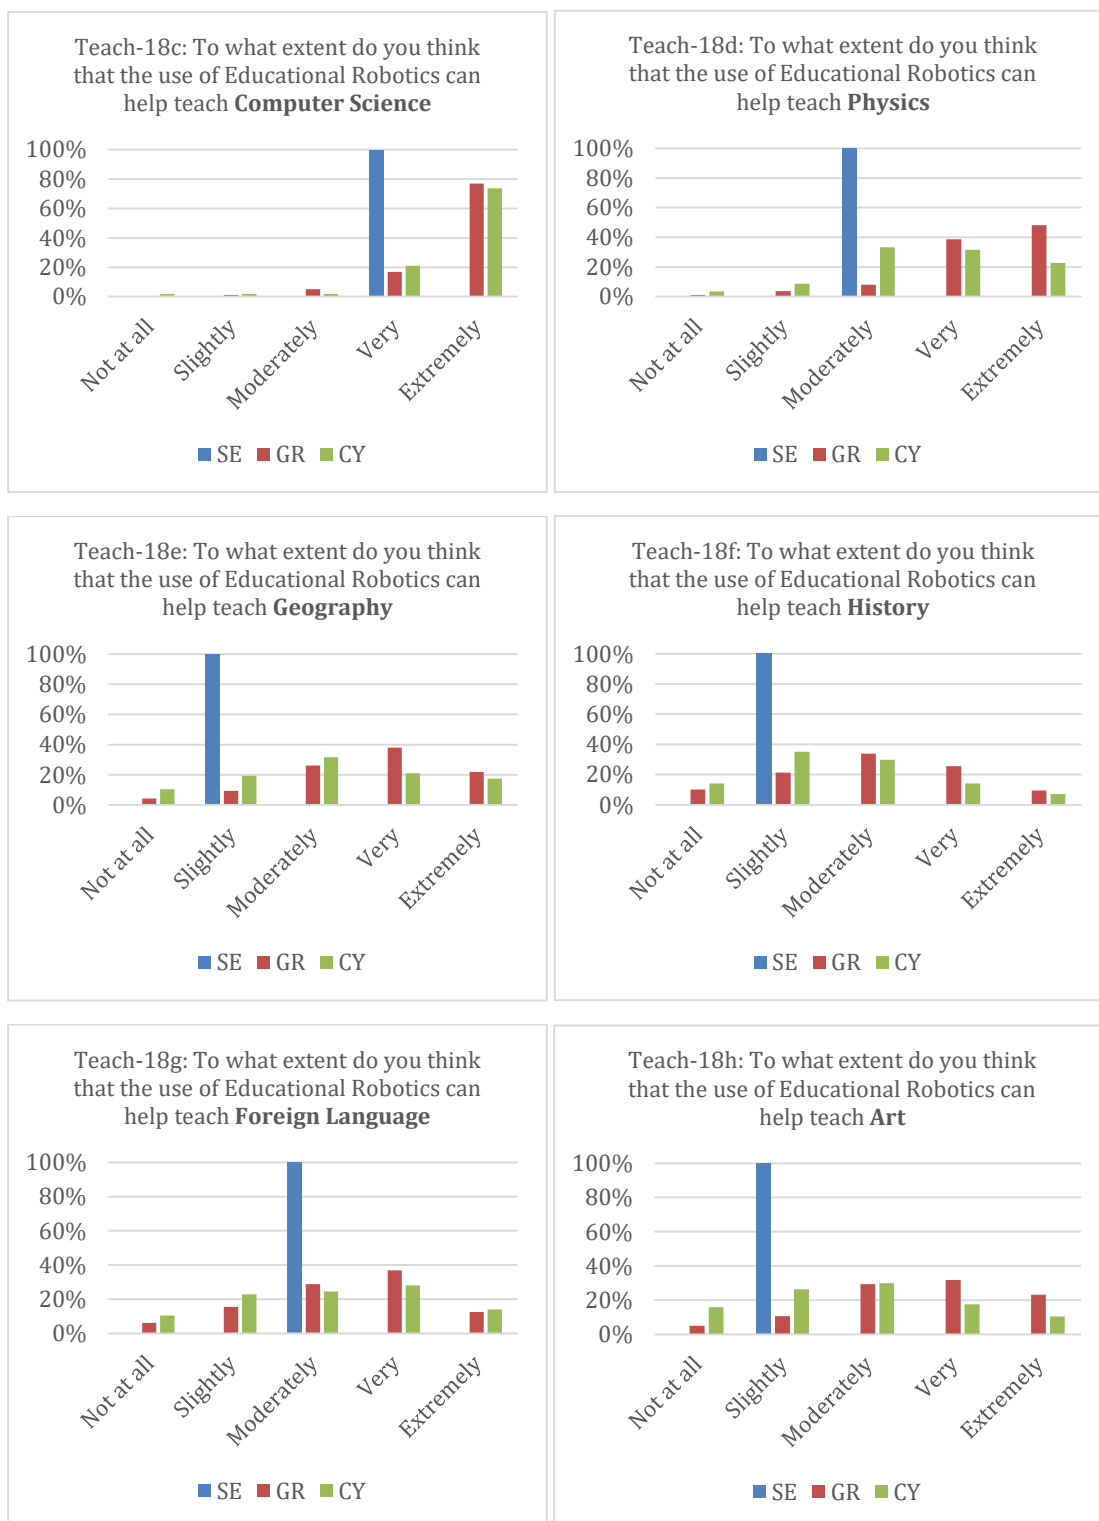 Teach-18c: To what extent do you think
that the use of Educational Robotics can
help teach Computer Science
100%
80%
60%
40%
20%
0%
Not at all
Slightly
Moderately
Very
Extremely
SE GR CY
Teach-18d: To what extent do you think
that the use of Educational Robotics can
help teach Physics
100%
80%
60%
40%
20%
0%
Not at all
Slightly
Moderately
Very
Extremely
SE GR CY
Teach-18e: To what extent do you think
that the use of Educational Robotics can
help teach Geography
100%
80%
60%
40%
20%
0%
Not at all
Slightly
Moderately
Very
Extremely
SE GR CY
Teach-18f: To what extent do you think
that the use of Educational Robotics can
help teach History
100%
80%
60%
40%
20%
0%
Not at all
Slightly
Moderately
Very
Extremely
SE GR CY
Teach-18g: To what extent do you think
that the use of Educational Robotics can
help teach Foreign Language
100%
80%
60%
40%
20%
0%
Not at all
Slightly
Moderately
Very
Extremely
SE GR CY
Teach-18h: To what extent do you think
that the use of Educational Robotics can
help teach Art
100%
80%
60%
40%
20%
0%
Not at all
Slightly
Moderately
Very
Extremely
SE GR CY